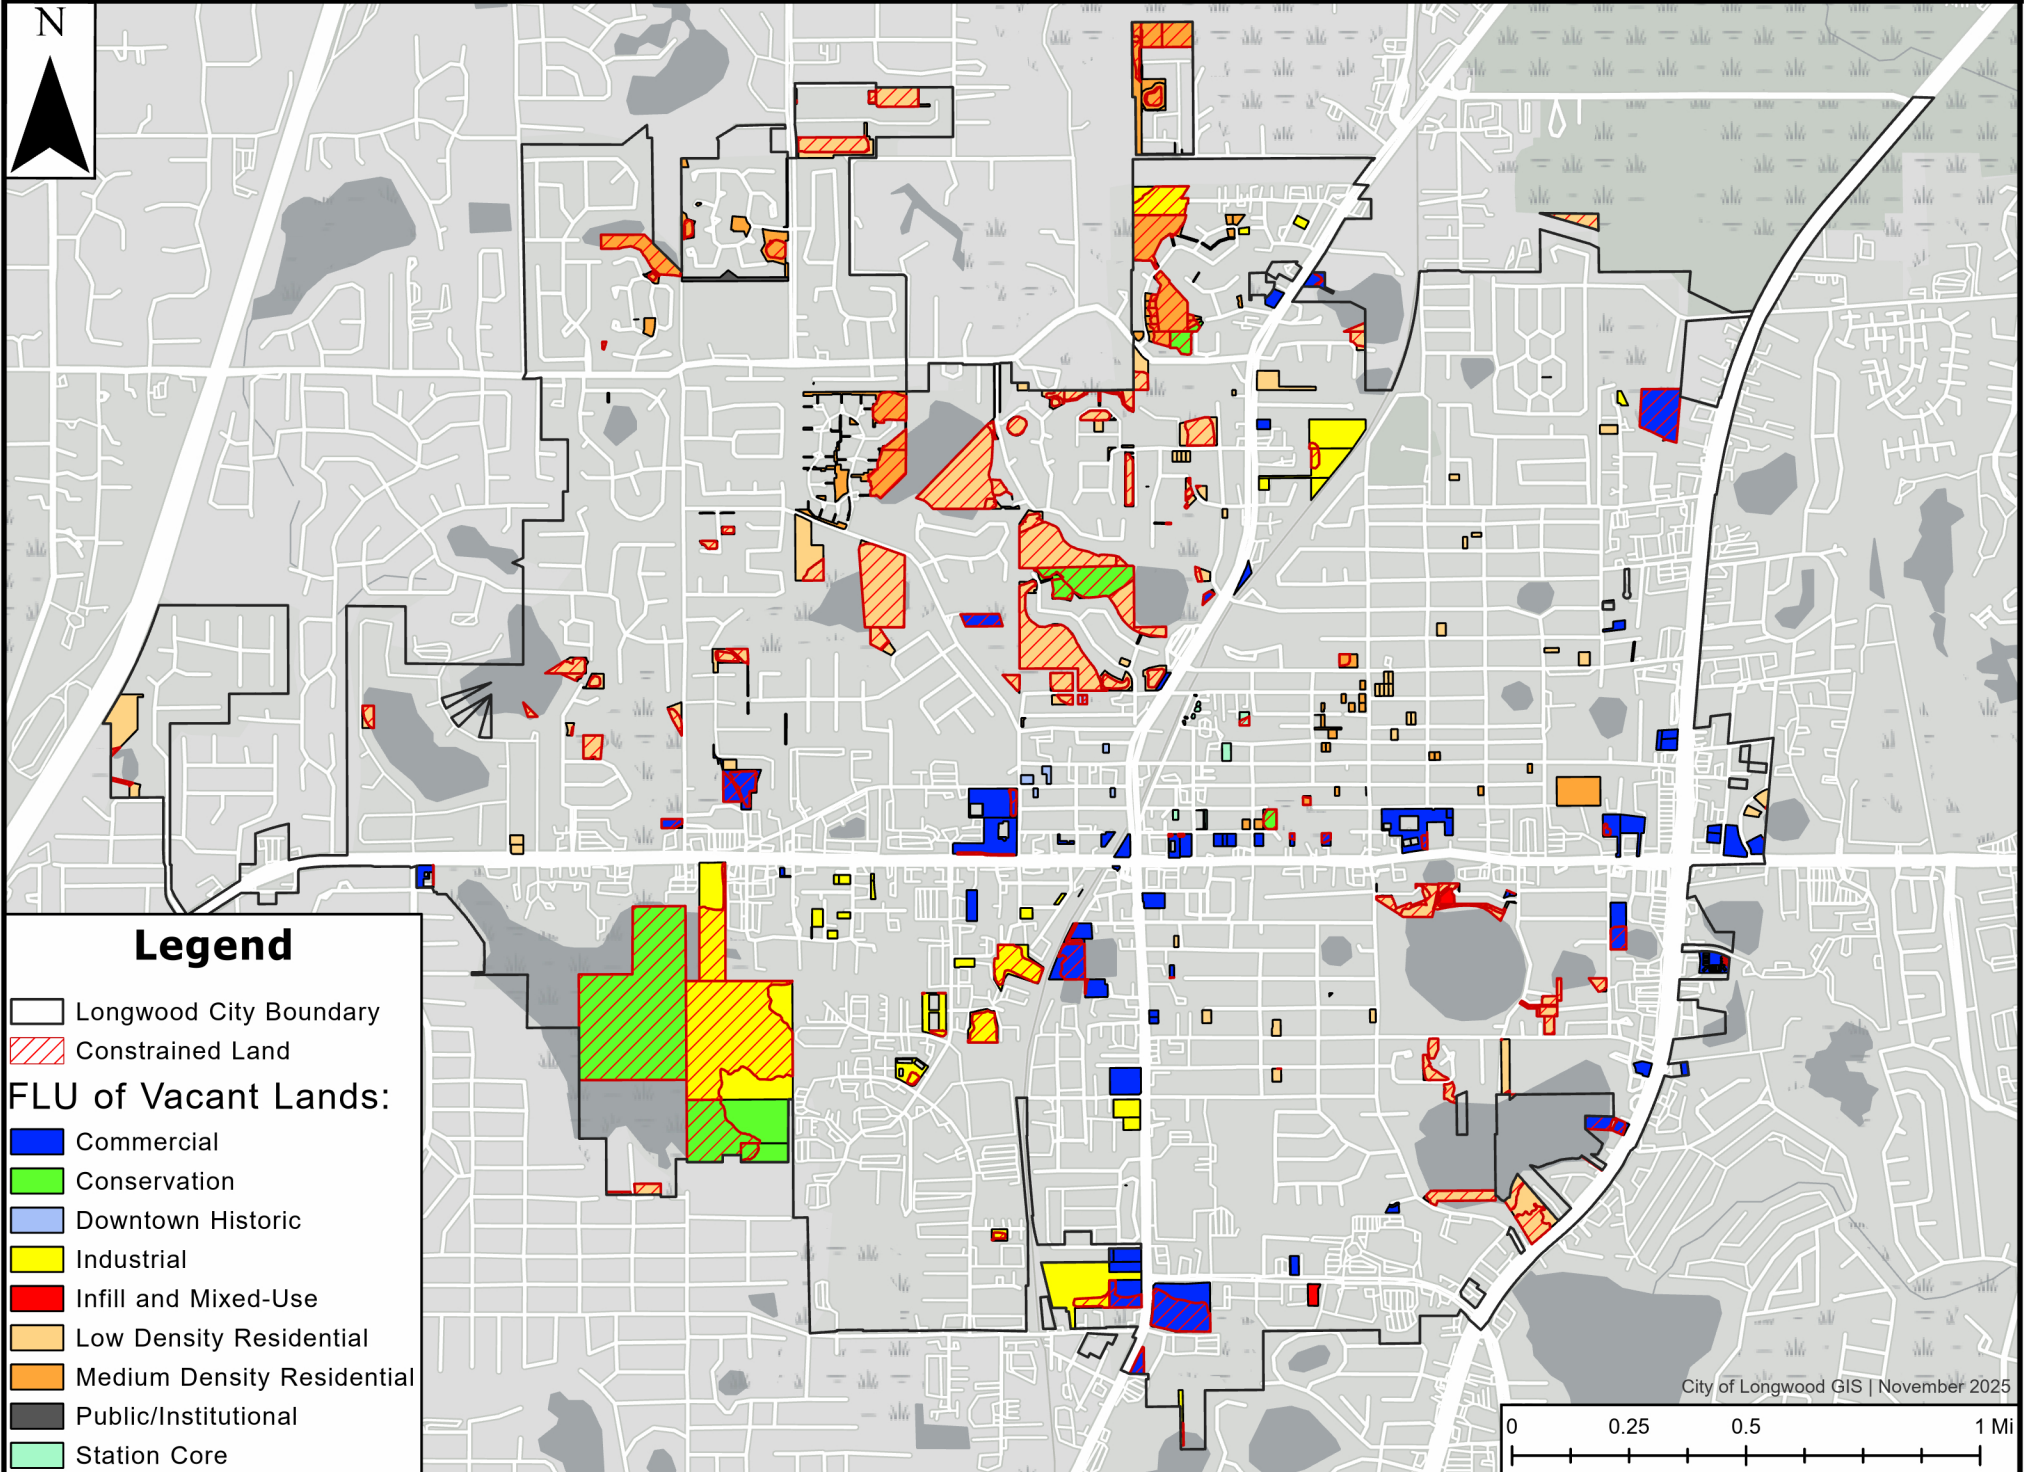 N
Legend
Longwood City Boundary
Constrained Land
FLU of Vacant Lands:
Commercial
Conservation
Downtown Historic
Industrial
Infill and Mixed-Use
Low Density Residential
Medium Density Residential
Public/Institutional
Station Core
City of Longwood GIS | November 2025
0 0.25 0.5 1 Mi